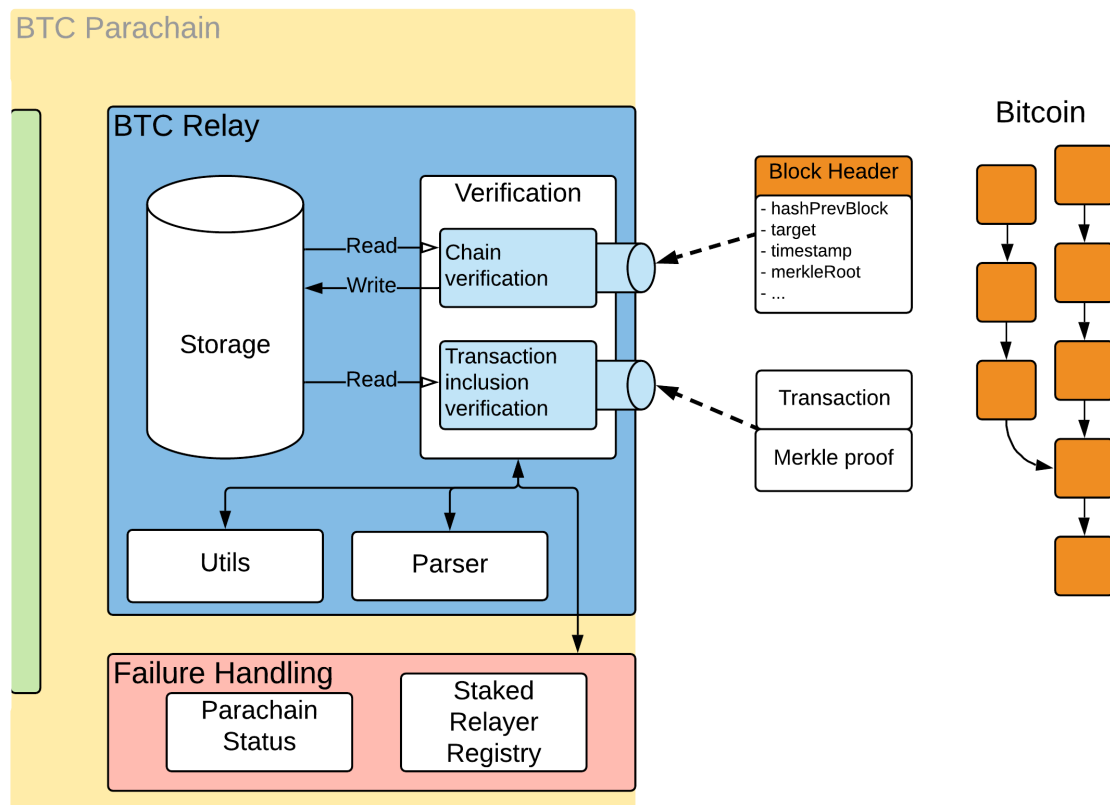 BTC Parachain
BTC Relay
Storage
Read
Write
Read
Verification
Chain
verification
Transaction
inclusion
verification
Utils
Parser
Failure Handling
Parachain
Status
Staked
Relayer
Registry
Block Header
- hashPrevBlock
- target
- timestamp
- merkleRoot
- ...
Transaction
Merkle proof
Bitcoin